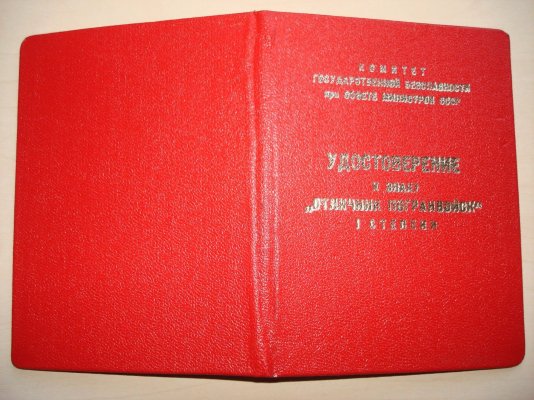 КОМИТЕТ
ГОСУДАРСТВЕННОЙ БЕЗОПАСНОСТИ
при СОВЕТЕ МИНИСТРОВ СССР
УДОСТОВЕРЕНИЕ
К ЗНАКУ
„ОТЛИЧНИК ПОГРАНВОЙСК“
I СТЕПЕНИ